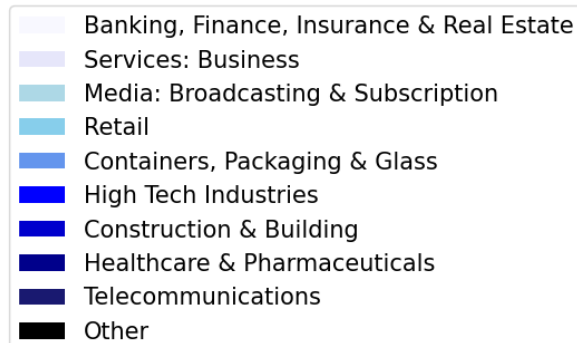 Banking, Finance, Insurance & Real Estate
Services: Business
Media: Broadcasting & Subscription
Retail
Containers, Packaging & Glass
High Tech Industries
Construction & Building
Healthcare & Pharmaceuticals
Telecommunications
Other